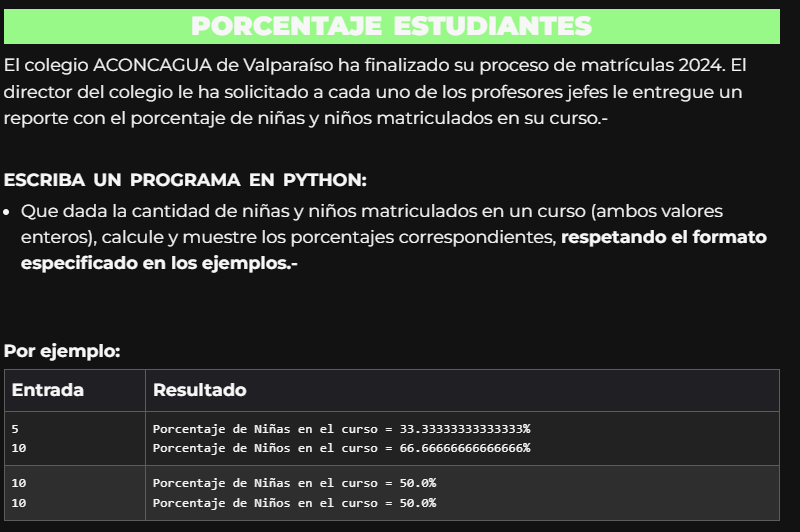 PORCENTAJE ESTUDIANTES
El colegio ACONCAGUA de Valparaíso ha finalizado su proceso de matrículas 2024. El
director del colegio le ha solicitado a cada uno de los profesores jefes le entregue un
reporte con el porcentaje de niñas y niños matriculados en su curso.-
ESCRIBA UN PROGRAMA EN PYTHON:
• Que dada la cantidad de niñas y niños matriculados en un curso (ambos valores
enteros), calcule y muestre los porcentajes correspondientes, respetando el formato
especificado en los ejemplos.-
Por ejemplo:
Entrada Resultado
5 Porcentaje de Niñas en el curso = 33.33333333333333%
10 Porcentaje de Niños en el curso = 66.66666666666666%
10 Porcentaje de Niñas en el curso = 50.0%
10 Porcentaje de Niños en el curso = 50.0%